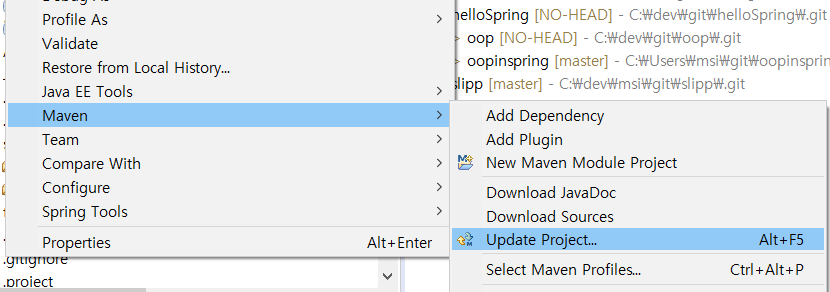 Debug As
Profile As
Validate
Restore from Local History...
Java EE Tools
Maven
Team
Compare With
Configure
Spring Tools
Properties Alt+Enter
.gitignore
.project
helloSpring [NO-HEAD] - C:₩dev₩git₩helloSpring₩.git
> oop [NO-HEAD] - C:₩dev₩git₩oop₩.git
> oopinspring [master] - C:₩Users₩msi₩git₩oopinspring
slipp [master] - C:₩dev₩msi₩git₩slipp₩.git
Add Dependency
Add Plugin
New Maven Module Project
Download JavaDoc
Download Sources
Update Project... Alt+F5
Select Maven Profiles... Ctrl+Alt+P